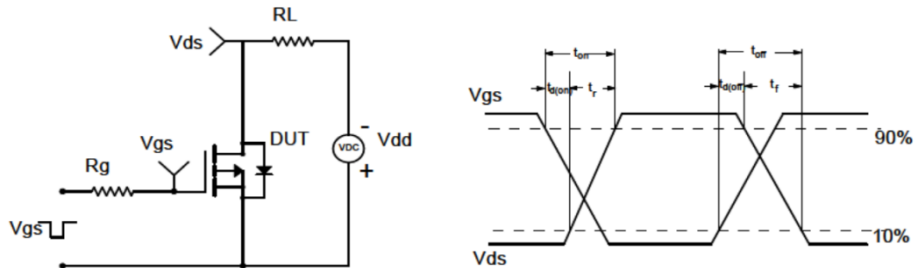 RL
Vds
Vgs
DUT
-
VDC
Vdd
+
Rg
Vgs
ton
toff
td(on)
tr
td(off)
tf
Vgs
90%
10%
Vds